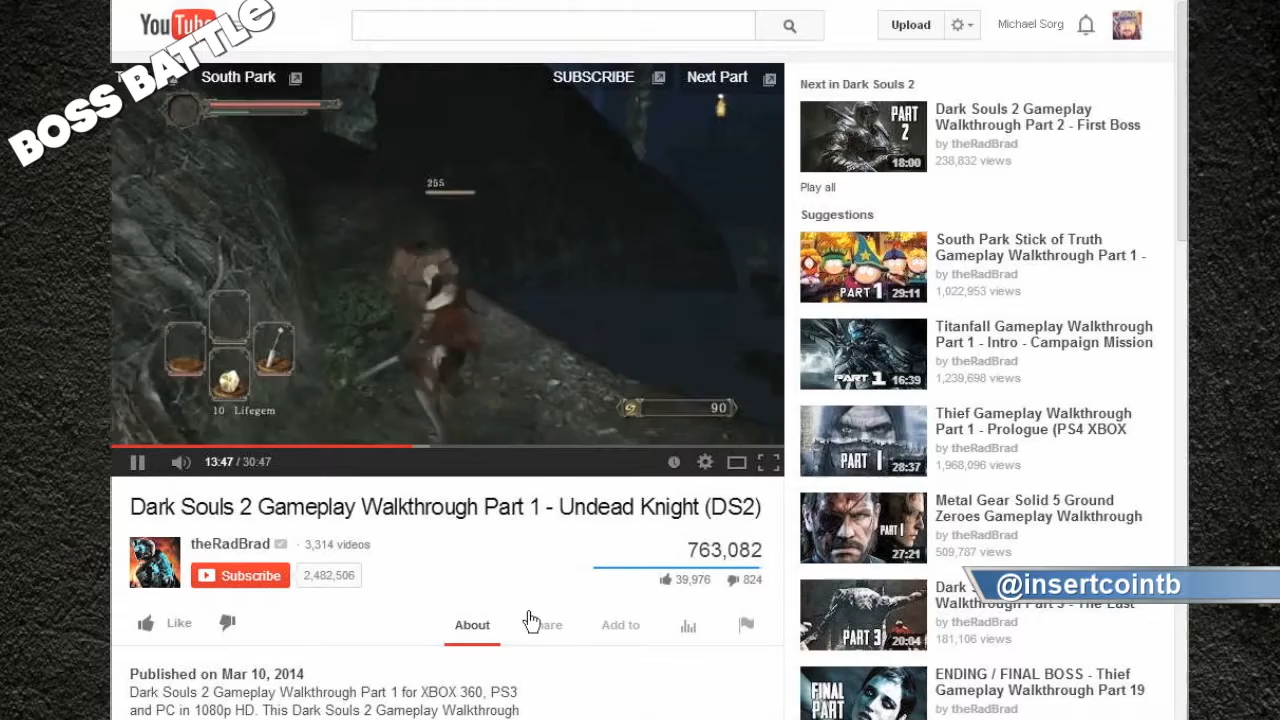 BOSS BATTLE
YouTube
Upload
Michael Sorg
South Park
SUBSCRIBE
Next Part
255
10 Lifegem
90
13:47 / 30:47
Dark Souls 2 Gameplay Walkthrough Part 1 - Undead Knight (DS2)
theRadBrad · 3,314 videos
Subscribe 2,482,506
763,082
39,976 824
Like
About
Add to
Published on Mar 10, 2014
Dark Souls 2 Gameplay Walkthrough Part 1 for XBOX 360, PS3
and PC in 1080p HD. This Dark Souls 2 Gameplay Walkthrough
Next in Dark Souls 2
PART
2
18:00
Dark Souls 2 Gameplay
Walkthrough Part 2 - First Boss
by theRadBrad
238,832 views
Play all
Suggestions
PART 1
29:11
South Park Stick of Truth
Gameplay Walkthrough Part 1 -
by theRadBrad
1,022,953 views
PART 1
16:39
Titanfall Gameplay Walkthrough
Part 1 - Intro - Campaign Mission
by theRadBrad
1,239,698 views
PART 1
28:37
Thief Gameplay Walkthrough
Part 1 - Prologue (PS4 XBOX
by theRadBrad
1,968,096 views
PART 1
27:21
Metal Gear Solid 5 Ground
Zeroes Gameplay Walkthrough
by theRadBrad
509,787 views
@insertcointb
PART 3
20:04
Dark
Walkthrough Part 3 - The Last
by theRadBrad
181,106 views
FINAL
PART
ENDING / FINAL BOSS - Thief
Gameplay Walkthrough Part 19
by theRadBrad